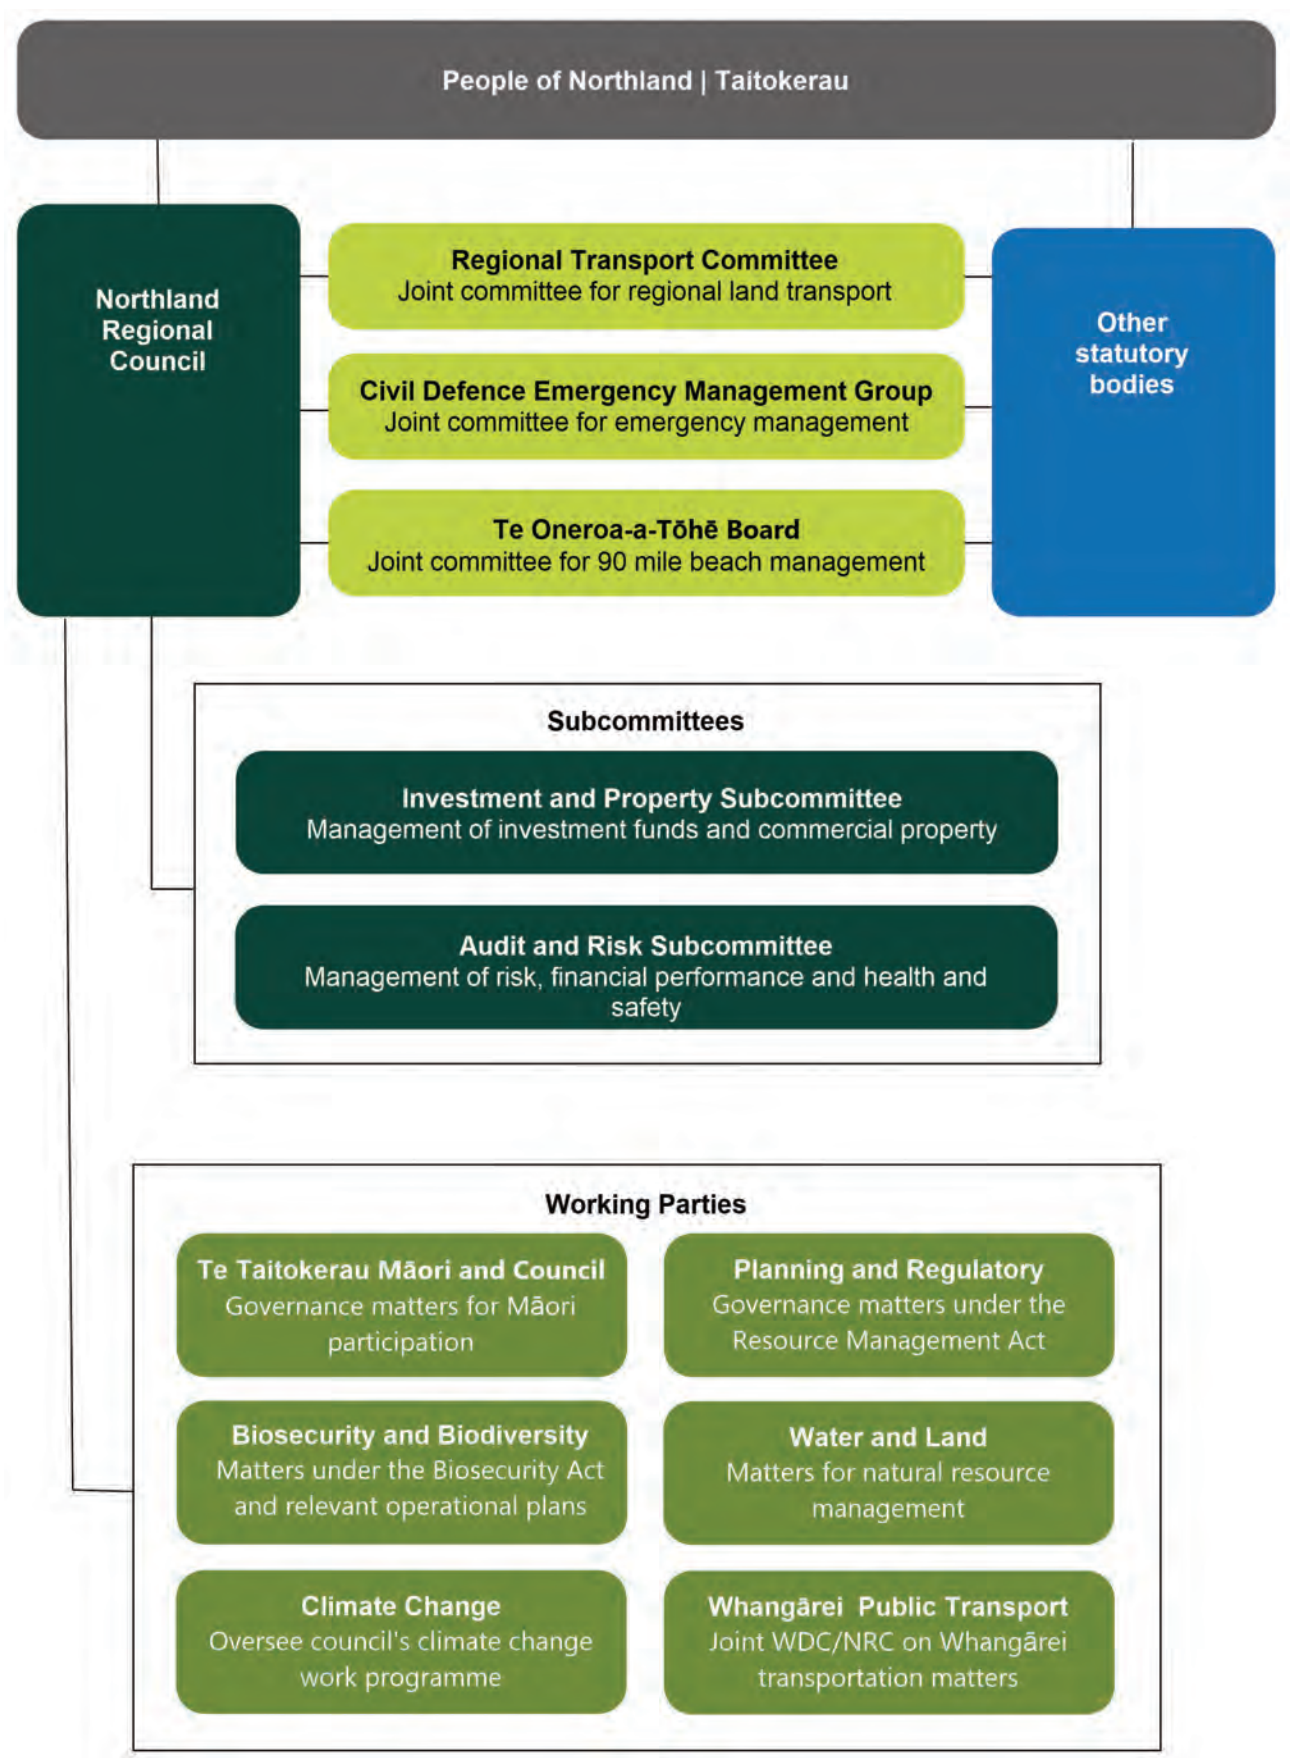 People of Northland | Taitokerau
Northland
Regional
Council
Regional Transport Committee
Joint committee for regional land transport
Civil Defence Emergency Management Group
Joint committee for emergency management
Te Oneroa-a-Tōhē Board
Joint committee for 90 mile beach management
Other
statutory
bodies
Subcommittees
Investment and Property Subcommittee
Management of investment funds and commercial property
Audit and Risk Subcommittee
Management of risk, financial performance and health and
safety
Working Parties
Te Taitokerau Māori and Council
Governance matters for Māori
participation
Planning and Regulatory
Governance matters under the
Resource Management Act
Biosecurity and Biodiversity
Matters under the Biosecurity Act
and relevant operational plans
Water and Land
Matters for natural resource
management
Climate Change
Oversee council's climate change
work programme
Whangārei Public Transport
Joint WDC/NRC on Whangārei
transportation matters